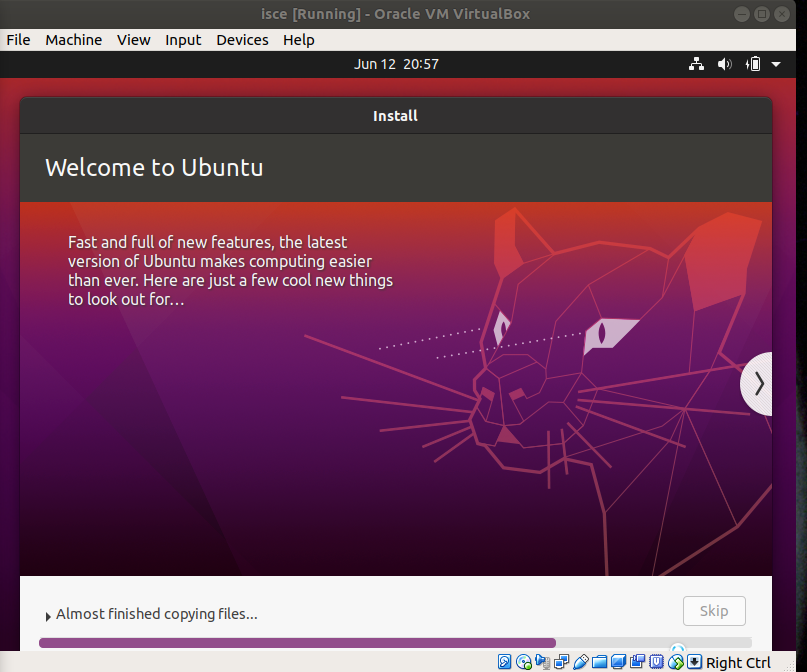 isce [Running] - Oracle VM VirtualBox
File Machine View Input Devices Help
Jun 12 20:57
Install
Welcome to Ubuntu
Fast and full of new features, the latest
version of Ubuntu makes computing easier
than ever. Here are just a few cool new things
to look out for…
Almost finished copying files...
Skip
Right Ctrl